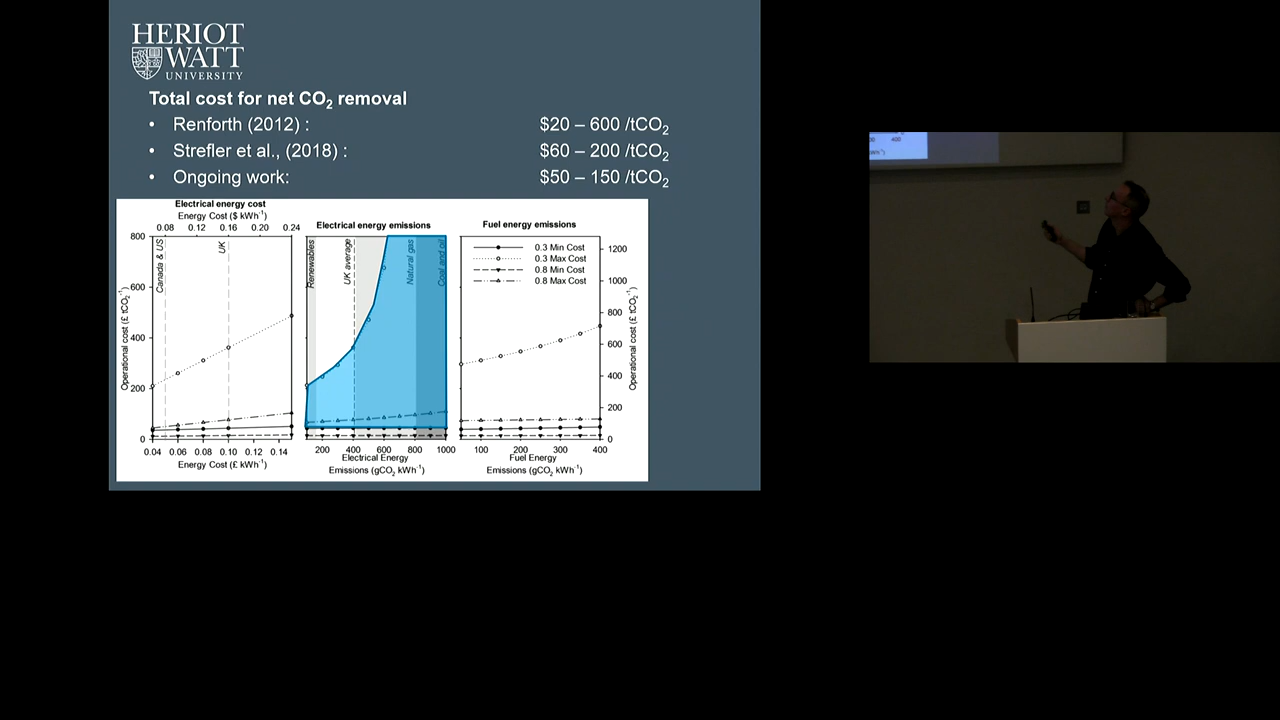 HERIOT
WATT
UNIVERSITY
Total cost for net CO2 removal
• Renforth (2012) : $20 – 600 /tCO2
• Strefler et al., (2018) : $60 – 200 /tCO2
• Ongoing work: $50 – 150 /tCO2
Electrical energy cost
Energy Cost ($ kWh-1)
0.08 0.12 0.16 0.20 0.24
Electrical energy emissions
Fuel energy emissions
800
600
400
200
0
Operational cost (£ tCO2-1)
Canada & US
UK
0.04 0.06 0.08 0.10 0.12 0.14
Energy Cost (£ kWh-1)
Renewables
UK average
Natural gas
Coal and oil
200 400 600 800 1000
Electrical Energy
Emissions (gCO2 kWh-1)
0.3 Min Cost
0.3 Max Cost
0.8 Min Cost
0.8 Max Cost
1200
1000
800
600
400
200
0
Operational cost ($ tCO2-1)
100 200 300 400
Fuel Energy
Emissions (gCO2 kWh-1)
400